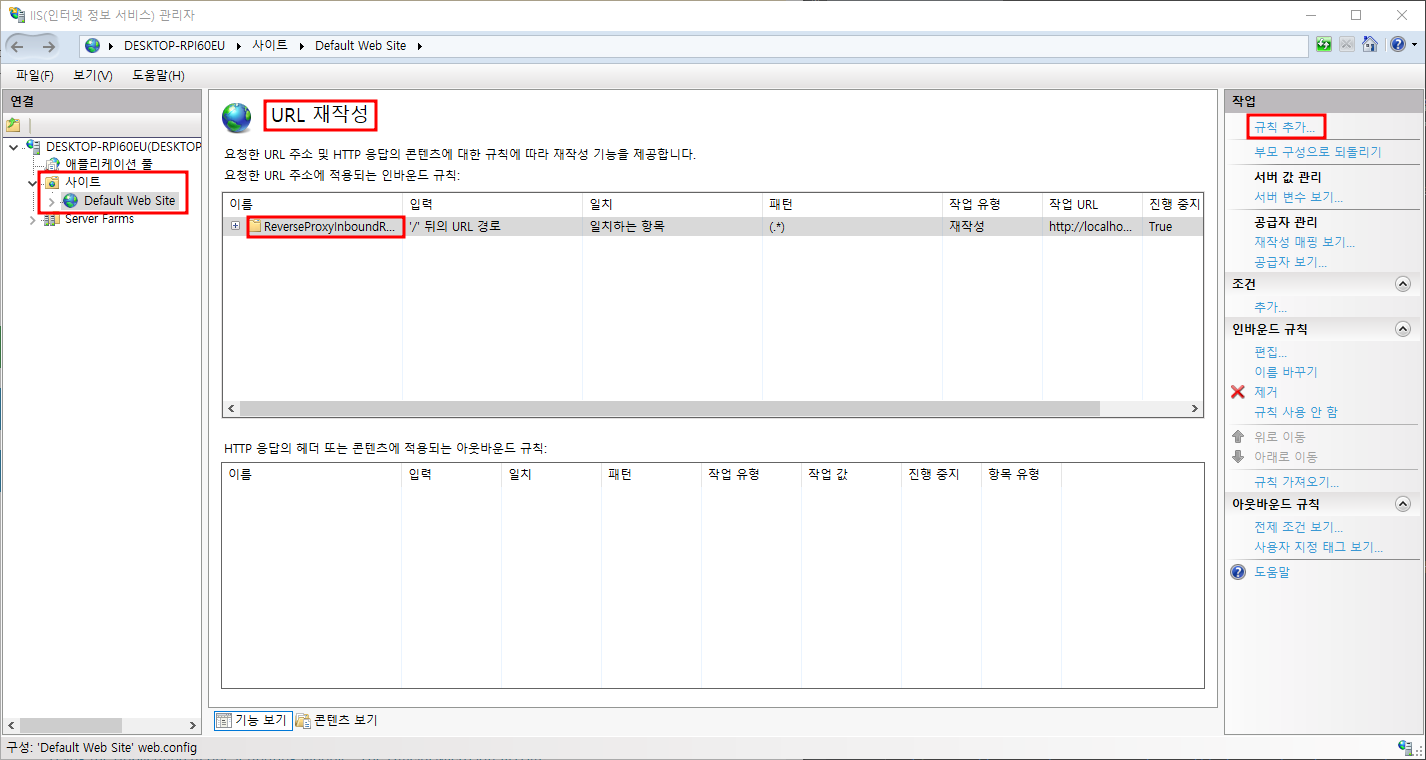 IIS(인터넷 정보 서비스) 관리자
DESKTOP-RPI60EU 사이트 Default Web Site
파일(F) 보기(V) 도움말(H)
연결
DESKTOP-RPI60EU(DESKTOP
애플리케이션 풀
사이트
Default Web Site
Server Farms
URL 재작성
요청한 URL 주소 및 HTTP 응답의 콘텐츠에 대한 규칙에 따라 재작성 기능을 제공합니다.
요청한 URL 주소에 적용되는 인바운드 규칙:
이름 입력 일치 패턴 작업 유형 작업 URL 진행 중지
ReverseProxyInboundR... '/' 뒤의 URL 경로 일치하는 항목 (.*) 재작성 http://localho... True
HTTP 응답의 헤더 또는 콘텐츠에 적용되는 아웃바운드 규칙:
이름 입력 일치 패턴 작업 유형 작업 값 진행 중지 항목 유형
기능 보기 콘텐츠 보기
작업
규칙 추가...
부모 구성으로 되돌리기
서버 값 관리
서버 변수 보기...
공급자 관리
재작성 매핑 보기...
공급자 보기...
조건
추가...
인바운드 규칙
편집...
이름 바꾸기
제거
규칙 사용 안 함
위로 이동
아래로 이동
규칙 가져오기...
아웃바운드 규칙
전제 조건 보기...
사용자 지정 태그 보기...
도움말
구성: 'Default Web Site' web.config